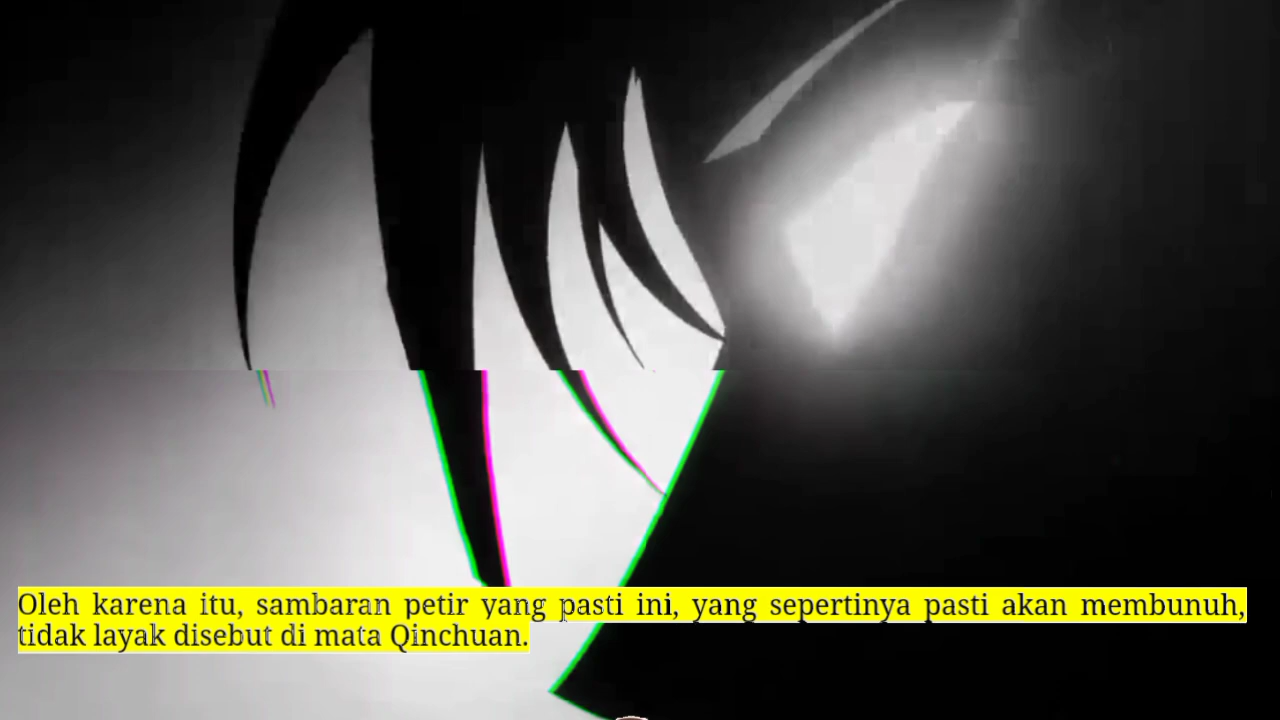 Oleh karena itu, sambaran petir yang pasti ini, yang sepertinya pasti akan membunuh,
tidak layak disebut di mata Qinchuan.